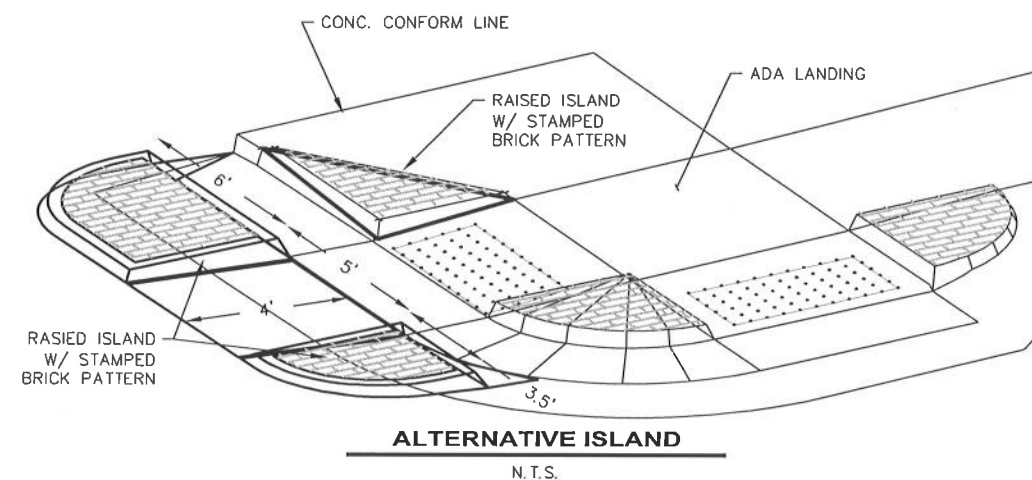 CONC. CONFORM LINE
ADA LANDING
RAISED ISLAND
W/ STAMPED
BRICK PATTERN
6'
5'
4'
RASIED ISLAND
W/ STAMPED
BRICK PATTERN
3.5'
ALTERNATIVE ISLAND
N.T.S.